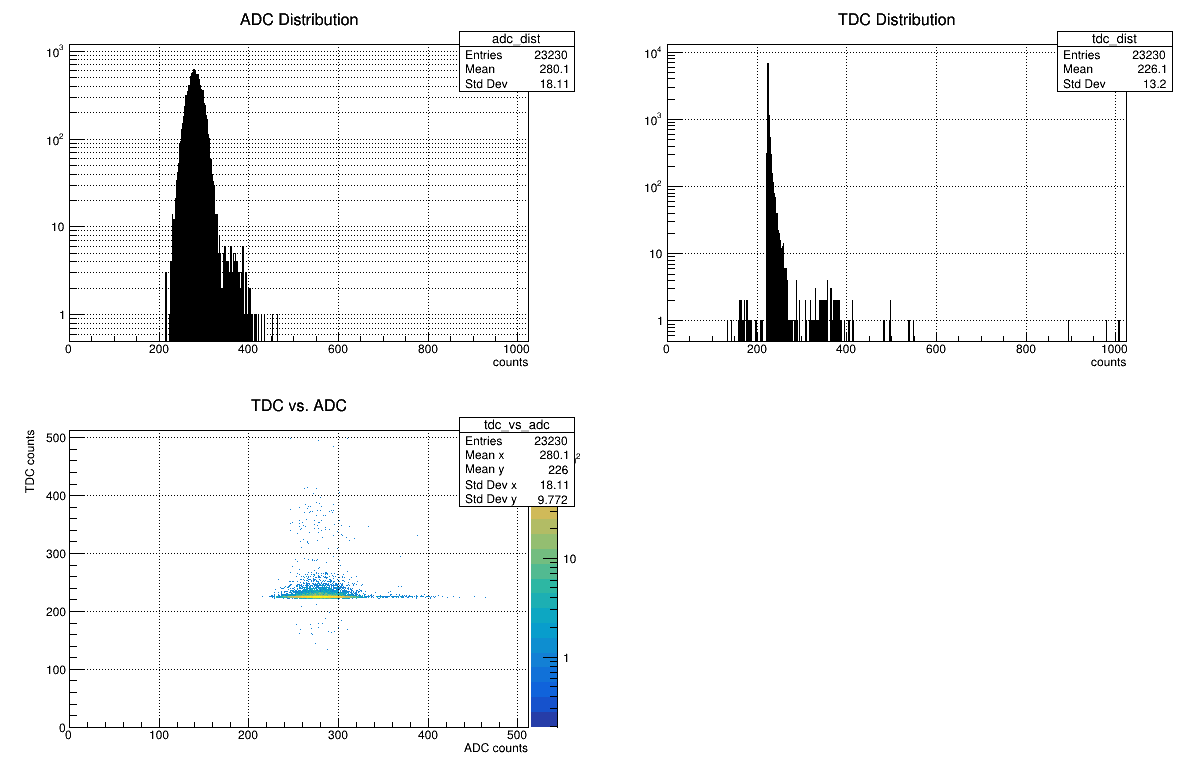 ADC Distribution
adc_dist
Entries 23230
Mean 280.1
Std Dev 18.11
10³
10²
10
1
0 200 400 600 800 1000
counts
TDC Distribution
tdc_dist
Entries 23230
Mean 226.1
Std Dev 13.2
10⁴
10³
10²
10
1
0 200 400 600 800 1000
counts
TDC vs. ADC
tdc_vs_adc
Entries 23230
Mean x 280.1
Mean y 226
Std Dev x 18.11
Std Dev y 9.772
TDC counts
500
400
300
200
100
0
0 100 200 300 400 500
ADC counts
²
10
1